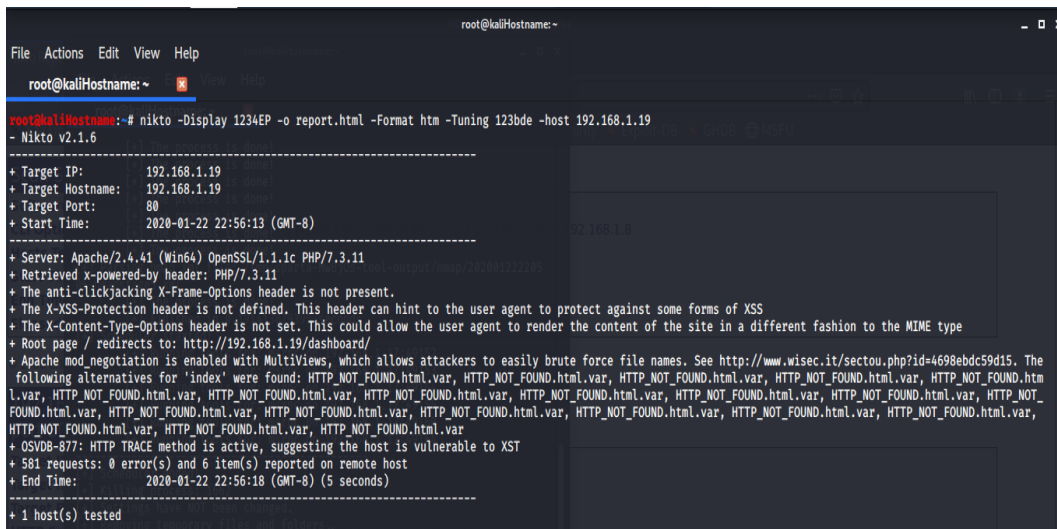 root@kaliHostname: ~
File Actions Edit View Help
root@kaliHostname: ~
root@kaliHostname:~# nikto -Display 1234EP -o report.html -Format htm -Tuning 123bde -host 192.168.1.19
- Nikto v2.1.6
---------------------------------------------------------------------------
+ Target IP: 192.168.1.19
+ Target Hostname: 192.168.1.19
+ Target Port: 80
+ Start Time: 2020-01-22 22:56:13 (GMT-8)
---------------------------------------------------------------------------
+ Server: Apache/2.4.41 (Win64) OpenSSL/1.1.1c PHP/7.3.11
+ Retrieved x-powered-by header: PHP/7.3.11
+ The anti-clickjacking X-Frame-Options header is not present.
+ The X-XSS-Protection header is not defined. This header can hint to the user agent to protect against some forms of XSS
+ The X-Content-Type-Options header is not set. This could allow the user agent to render the content of the site in a different fashion to the MIME type
+ Root page / redirects to: http://192.168.1.19/dashboard/
+ Apache mod_negotiation is enabled with MultiViews, which allows attackers to easily brute force file names. See http://www.wisec.it/sectou.php?id=4698ebdc59d15. The
following alternatives for 'index' were found: HTTP_NOT_FOUND.html.var, HTTP_NOT_FOUND.html.var, HTTP_NOT_FOUND.html.var, HTTP_NOT_FOUND.html.var, HTTP_NOT_FOUND.htm
l.var, HTTP_NOT_FOUND.html.var, HTTP_NOT_FOUND.html.var, HTTP_NOT_FOUND.html.var, HTTP_NOT_FOUND.html.var, HTTP_NOT_FOUND.html.var, HTTP_NOT_FOUND.html.var, HTTP_NOT_
FOUND.html.var, HTTP_NOT_FOUND.html.var, HTTP_NOT_FOUND.html.var, HTTP_NOT_FOUND.html.var, HTTP_NOT_FOUND.html.var, HTTP_NOT_FOUND.html.var, HTTP_NOT_FOUND.html.var,
HTTP_NOT_FOUND.html.var, HTTP_NOT_FOUND.html.var, HTTP_NOT_FOUND.html.var
+ OSVDB-877: HTTP TRACE method is active, suggesting the host is vulnerable to XST
+ 581 requests: 0 error(s) and 6 item(s) reported on remote host
+ End Time: 2020-01-22 22:56:18 (GMT-8) (5 seconds)
---------------------------------------------------------------------------
+ 1 host(s) tested